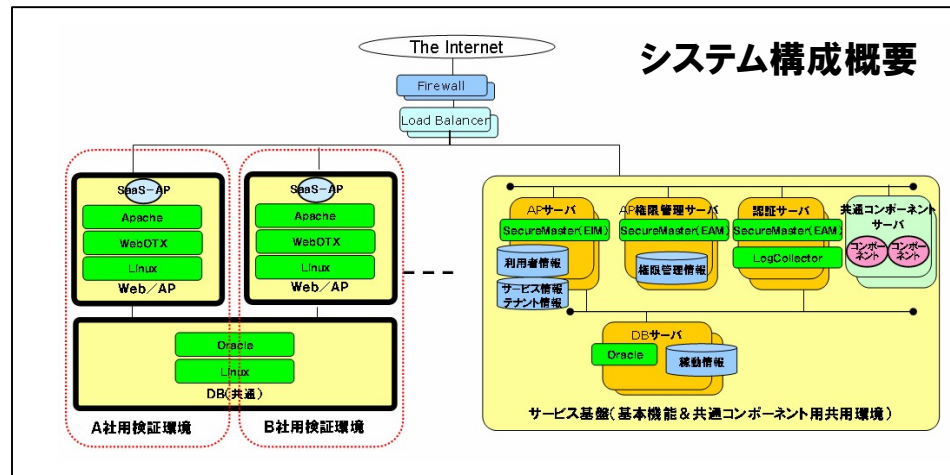 The Internet
システム構成概要
Firewall
Load Balancer
SaaS-AP
Apache
WebOTX
Linux
Web／AP
SaaS-AP
Apache
WebOTX
Linux
Web／AP
Oracle
Linux
DB(共通)
A社用検証環境
B社用検証環境
APサーバ
SecureMaster(EIM)
利用者情報
サービス情報
テナント情報
AP権限管理サーバ
SecureMaster(EAM)
権限管理情報
認証サーバ
SecureMaster(EAM)
LogCollector
共通コンポーネント
サーバ
コンポー
ネント
コンポー
ネント
DBサーバ
Oracle
稼動情報
サービス基盤(基本機能＆共通コンポーネント用共用環境)